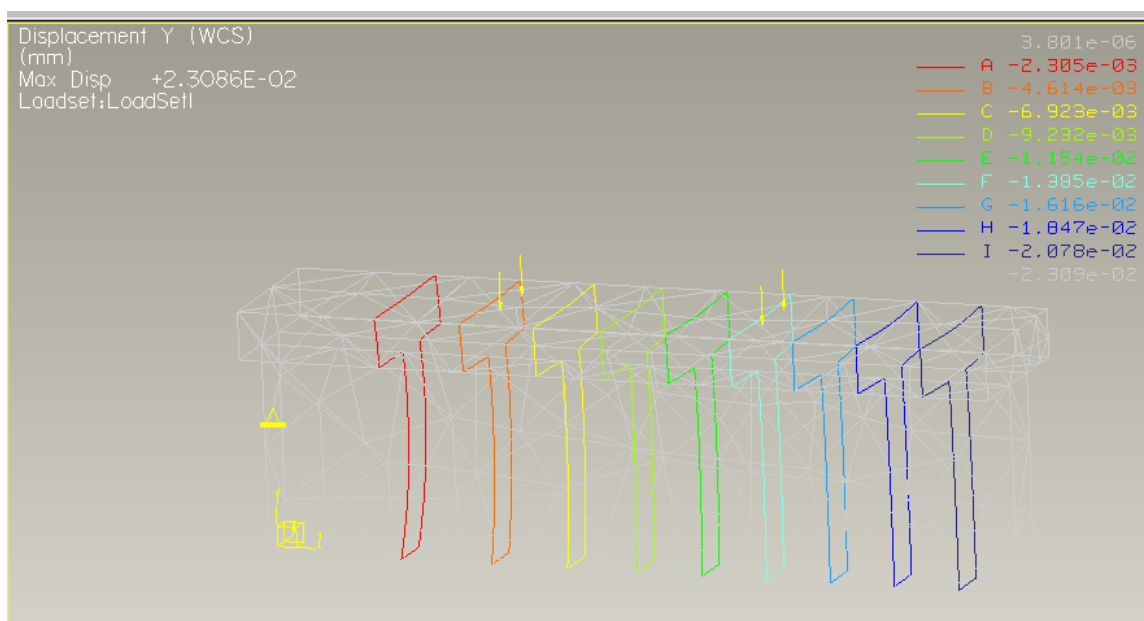 Displacement Y (WCS)
(mm)
Max Disp +2.3086E-02
Loadset:LoadSet1
3.801e-06
A -2.305e-03
B -4.614e-03
C -6.923e-03
D -9.232e-03
E -1.154e-02
F -1.385e-02
G -1.616e-02
H -1.847e-02
I -2.078e-02
-2.309e-02